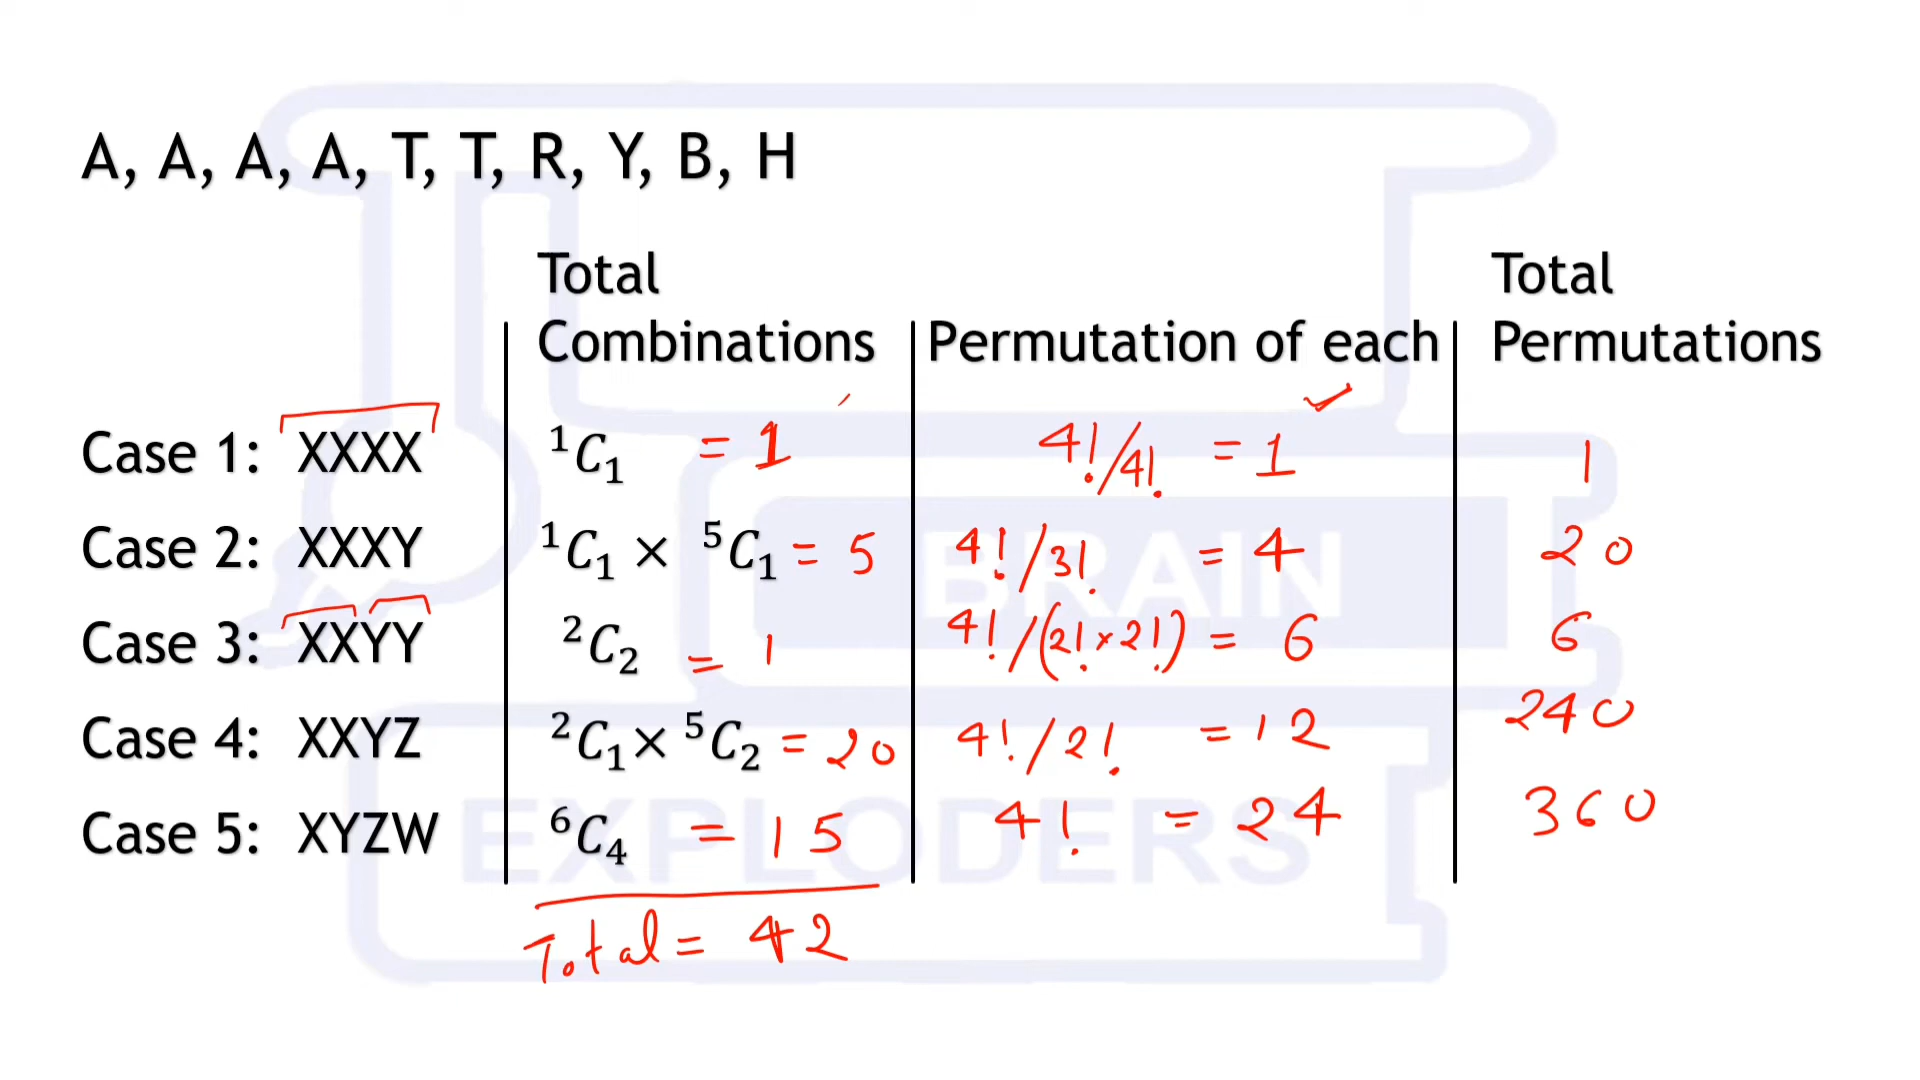 A, A, A, A, T, T, R, Y, B, H
Total Combinations
Permutation of each
Total Permutations
Case 1: XXXX ¹C₁ = 1 4!/4! = 1 1
Case 2: XXXY ¹C₁ × ⁵C₁ = 5 4!/3! = 4 20
Case 3: XXYY ²C₂ = 1 4!/(2!×2!) = 6 6
Case 4: XXYZ ²C₁× ⁵C₂ = 20 4!/2! = 12 240
Case 5: XYZW ⁶C₄ = 15 4! = 24 360
Total = 42
BRAIN
EXPLODERS